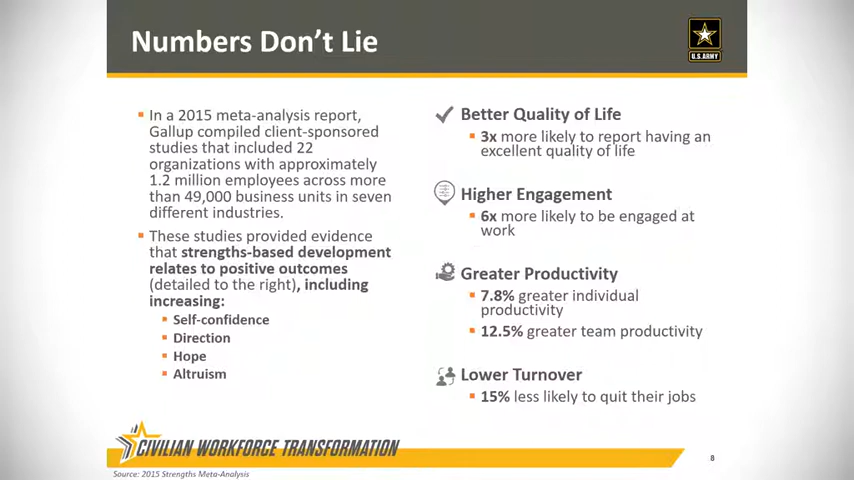 Numbers Don't Lie
U.S.ARMY
▪ In a 2015 meta-analysis report,
Gallup compiled client-sponsored
studies that included 22
organizations with approximately
1.2 million employees across more
than 49,000 business units in seven
different industries.
▪ These studies provided evidence
that strengths-based development
relates to positive outcomes
(detailed to the right), including
increasing:
▪ Self-confidence
▪ Direction
▪ Hope
▪ Altruism
Better Quality of Life
▪ 3x more likely to report having an
excellent quality of life
Higher Engagement
▪ 6x more likely to be engaged at
work
Greater Productivity
▪ 7.8% greater individual
productivity
▪ 12.5% greater team productivity
Lower Turnover
▪ 15% less likely to quit their jobs
CIVILIAN WORKFORCE TRANSFORMATION
8
Source: 2015 Strengths Meta-Analysis